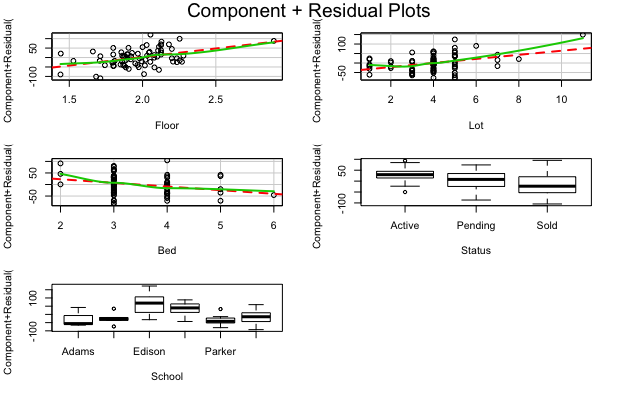 Component + Residual Plots
Component+Residual(
50
-100
1.5 2.0 2.5
Floor
Component+Residual(
100
-50
2 4 6 8 10
Lot
Component+Residual(
50
-50
2 3 4 5 6
Bed
Component+Residual(
50
-100
Active Pending Sold
Status
Component+Residual(
100
-100
Adams Edison Parker
School